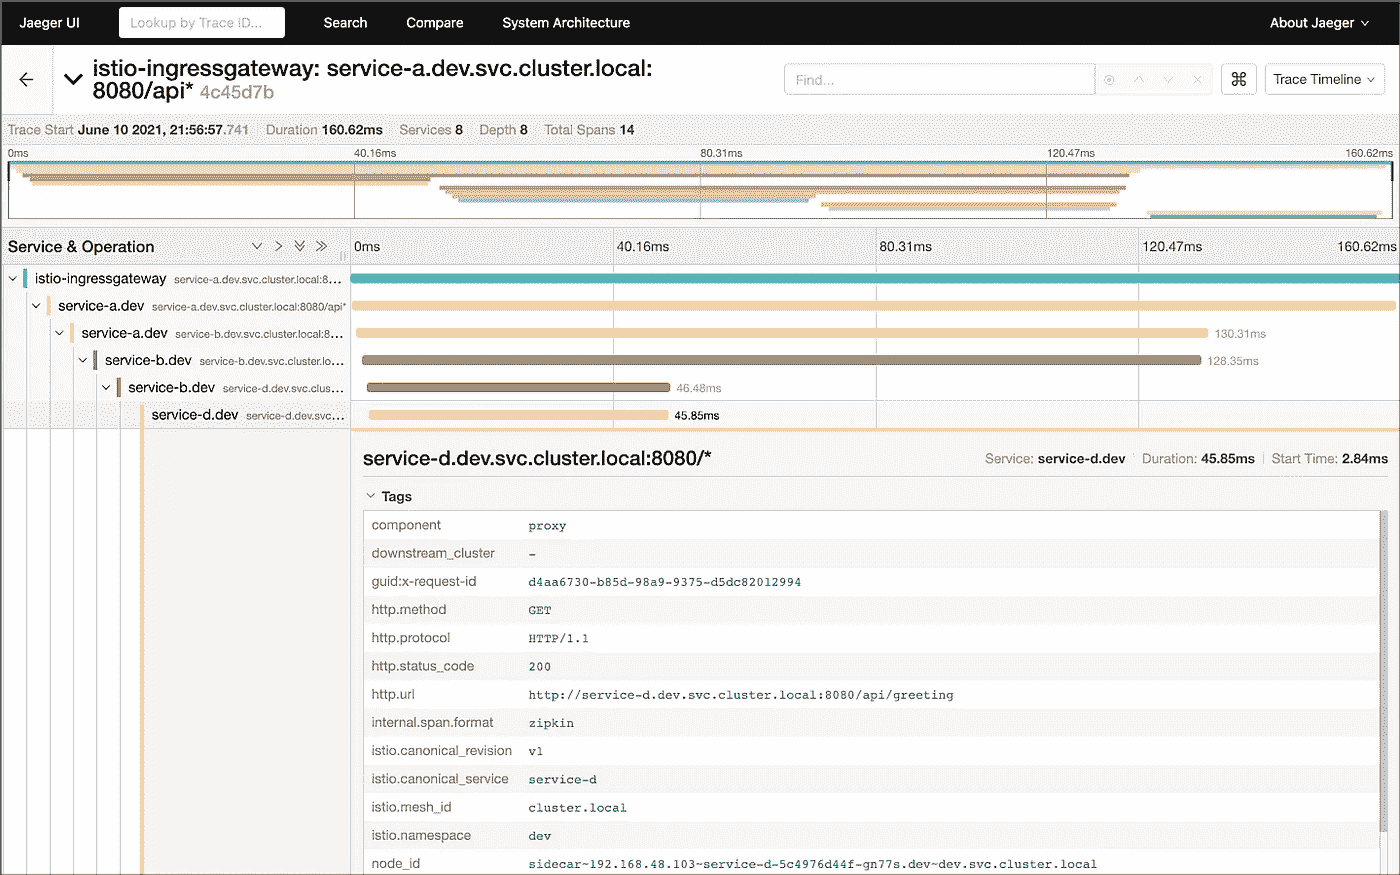 Jaeger UI Lookup by Trace ID... Search Compare System Architecture About Jaeger
istio-ingressgateway: service-a.dev.svc.cluster.local:
8080/api* 4c45d7b
Find... ⌘ Trace Timeline
Trace Start June 10 2021, 21:56:57.741 Duration 160.62ms Services 8 Depth 8 Total Spans 14
0ms 40.16ms 80.31ms 120.47ms 160.62ms
Service & Operation 0ms 40.16ms 80.31ms 120.47ms 160.62ms
istio-ingressgateway service-a.dev.svc.cluster.local:8...
service-a.dev service-a.dev.svc.cluster.local:8080/api*
service-a.dev service-b.dev.svc.cluster.local:8... 130.31ms
service-b.dev service-b.dev.svc.cluster.lo... 128.35ms
service-b.dev service-d.dev.svc.clus... 46.48ms
service-d.dev service-d.dev.svc... 45.85ms
service-d.dev.svc.cluster.local:8080/* Service: service-d.dev Duration: 45.85ms Start Time: 2.84ms
Tags
component proxy
downstream_cluster –
guid:x-request-id d4aa6730-b85d-98a9-9375-d5dc82012994
http.method GET
http.protocol HTTP/1.1
http.status_code 200
http.url http://service-d.dev.svc.cluster.local:8080/api/greeting
internal.span.format zipkin
istio.canonical_revision v1
istio.canonical_service service-d
istio.mesh_id cluster.local
istio.namespace dev
node_id sidecar~192.168.48.103~service-d-5c4976d44f-gn77s.dev~dev.svc.cluster.local